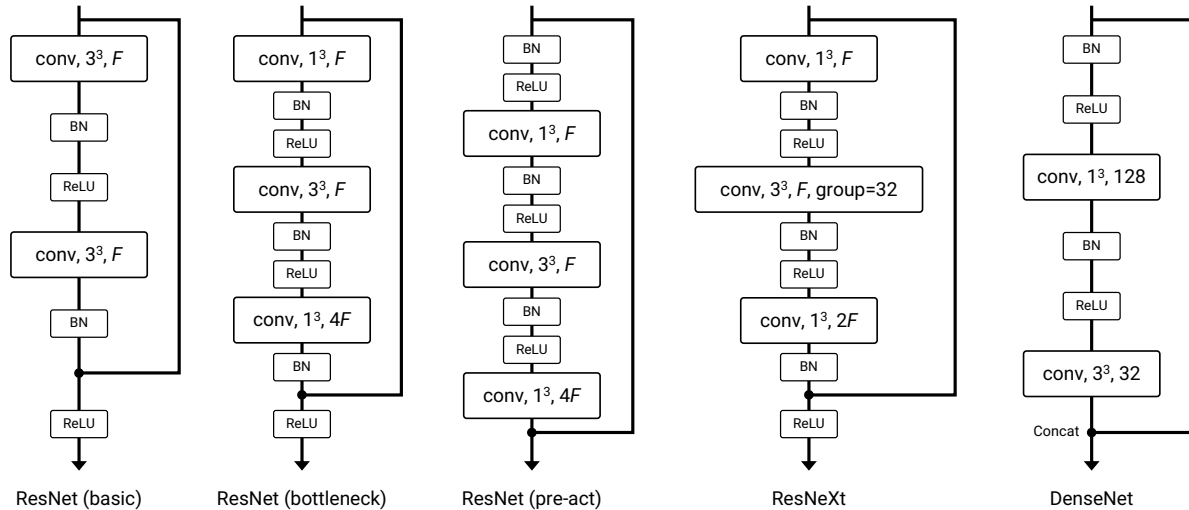 conv, 3³, F
BN
ReLU
conv, 3³, F
BN
ReLU
ResNet (basic)
conv, 1³, F
BN
ReLU
conv, 3³, F
BN
ReLU
conv, 1³, 4F
BN
ReLU
ResNet (bottleneck)
BN
ReLU
conv, 1³, F
BN
ReLU
conv, 3³, F
BN
ReLU
conv, 1³, 4F
ResNet (pre-act)
conv, 1³, F
BN
ReLU
conv, 3³, F, group=32
BN
ReLU
conv, 1³, 2F
BN
ReLU
ResNeXt
BN
ReLU
conv, 1³, 128
BN
ReLU
conv, 3³, 32
Concat
DenseNet